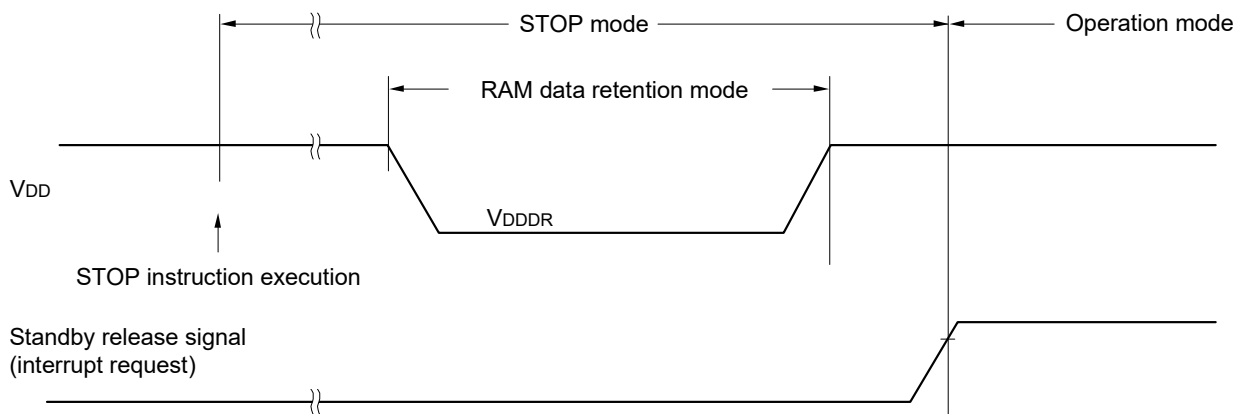 STOP mode
Operation mode
RAM data retention mode
VDD
VDDDR
STOP instruction execution
Standby release signal
(interrupt request)